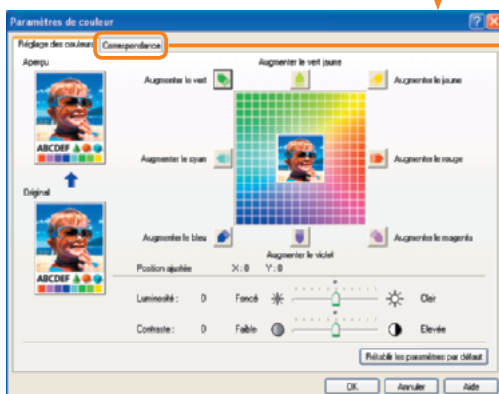 Paramètres de couleur
Réglage des couleurs Correspondance
Aperçu
Augmenter le vert jaune
Augmenter le vert
Augmenter le jaune
ABCDEF
Augmenter le cyan
Augmenter le rouge
Original
Augmenter le bleu
Augmenter le magenta
Augmenter le violet
ABCDEF
Position ajustée X : 0 Y : 0
Luminosité : 0 Foncé Clair
Contraste : 0 Faible Elevée
Rétablir les paramètres par défaut
OK Annuler Aide